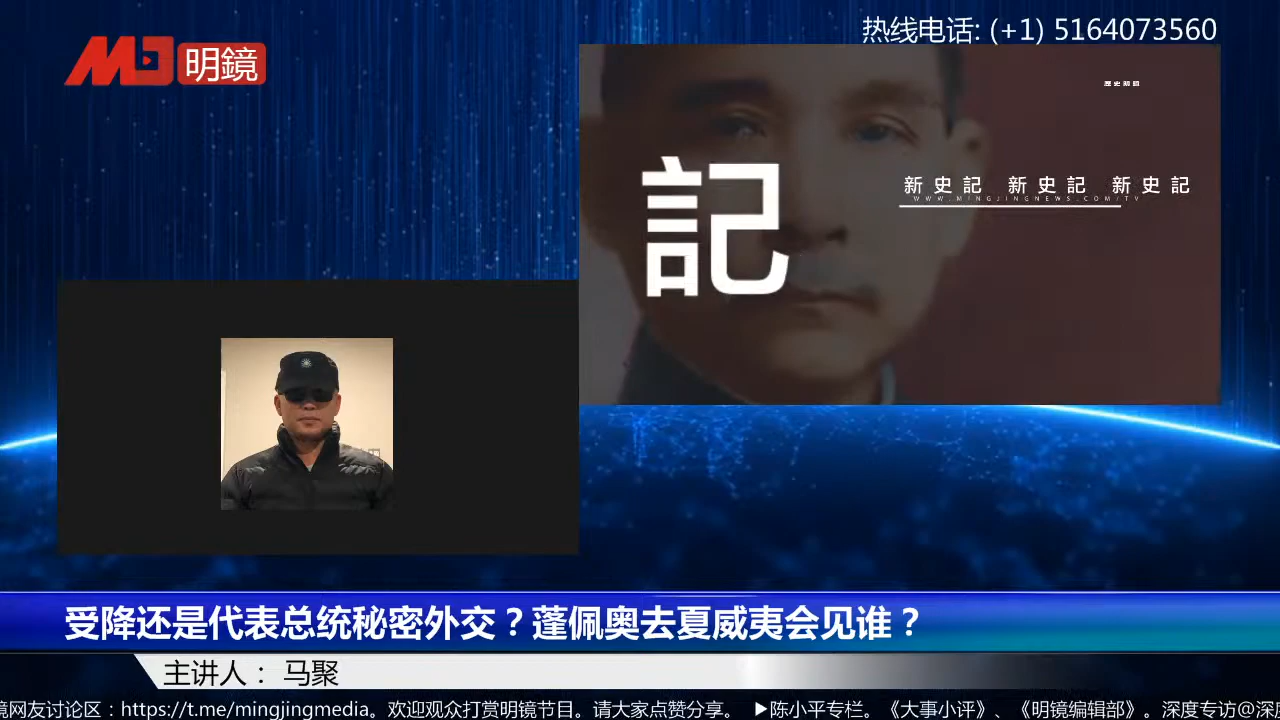 热线电话: (+1) 5164073560
明鏡
記
新史記 新史記 新史記
WWW.MINGJINGNEWS.COM/TV
受降还是代表总统秘密外交？蓬佩奥去夏威夷会见谁？
主讲人： 马聚
网友讨论区：https://t.me/mingjingmedia。欢迎观众打赏明镜节目。请大家点赞分享。 ▶陈小平专栏。《大事小评》、《明镜编辑部》。深度专访@深